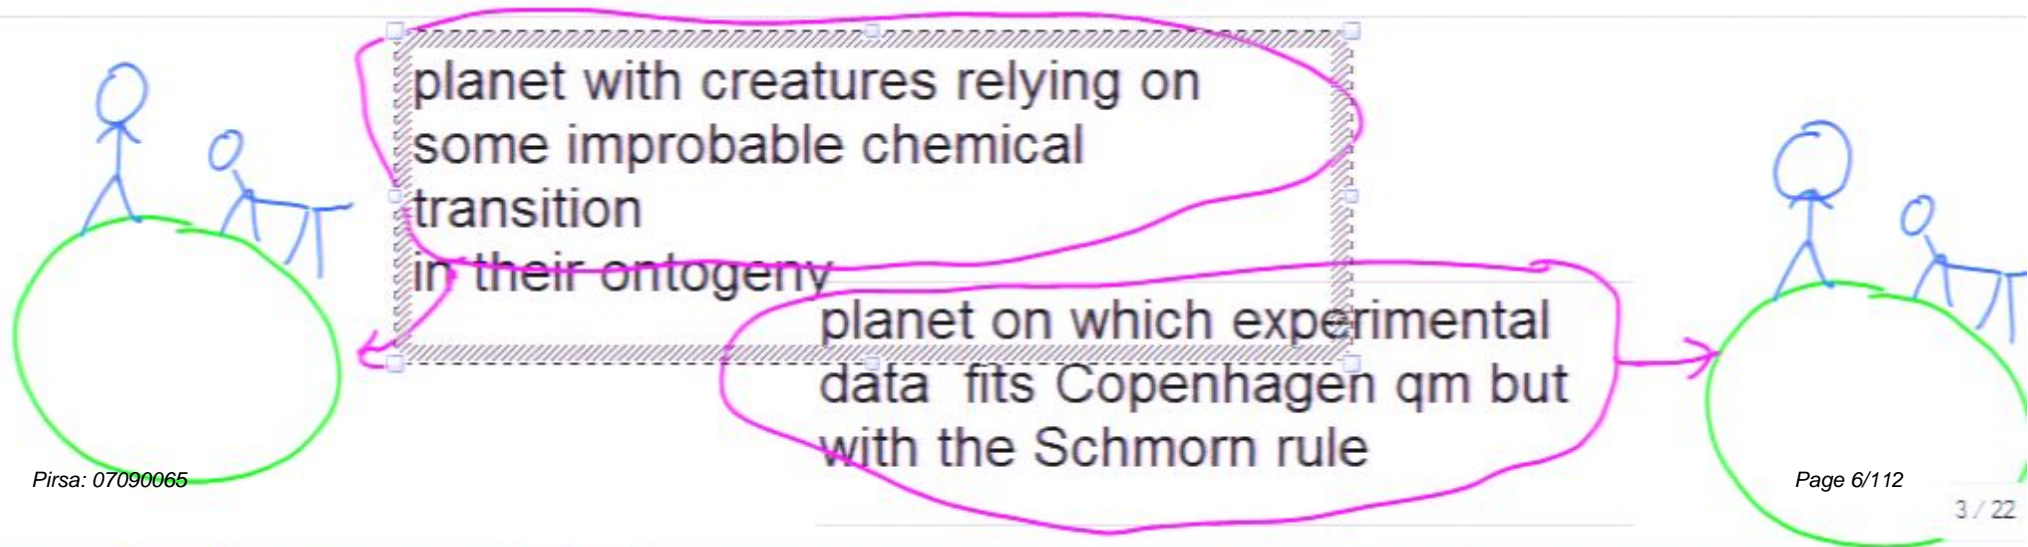 planet with creatures relying on
some improbable chemical
transition
in their ontogeny
planet on which experimental
data  fits Copenhagen qm but
with the Schmorn rule
Pirsa: 07090065
Page 6/112
3 / 22